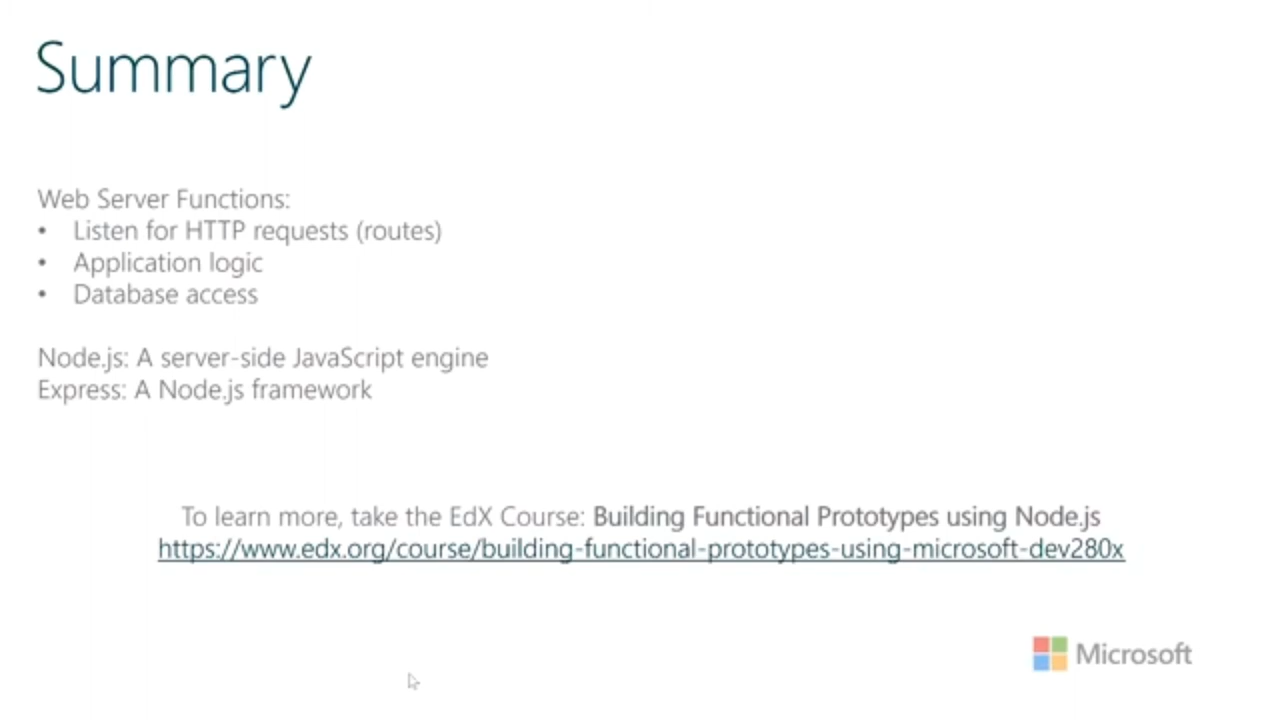 Summary
Web Server Functions:
• Listen for HTTP requests (routes)
• Application logic
• Database access
Node.js: A server-side JavaScript engine
Express: A Node.js framework
To learn more, take the EdX Course: Building Functional Prototypes using Node.js
https://www.edx.org/course/building-functional-prototypes-using-microsoft-dev280x
Microsoft